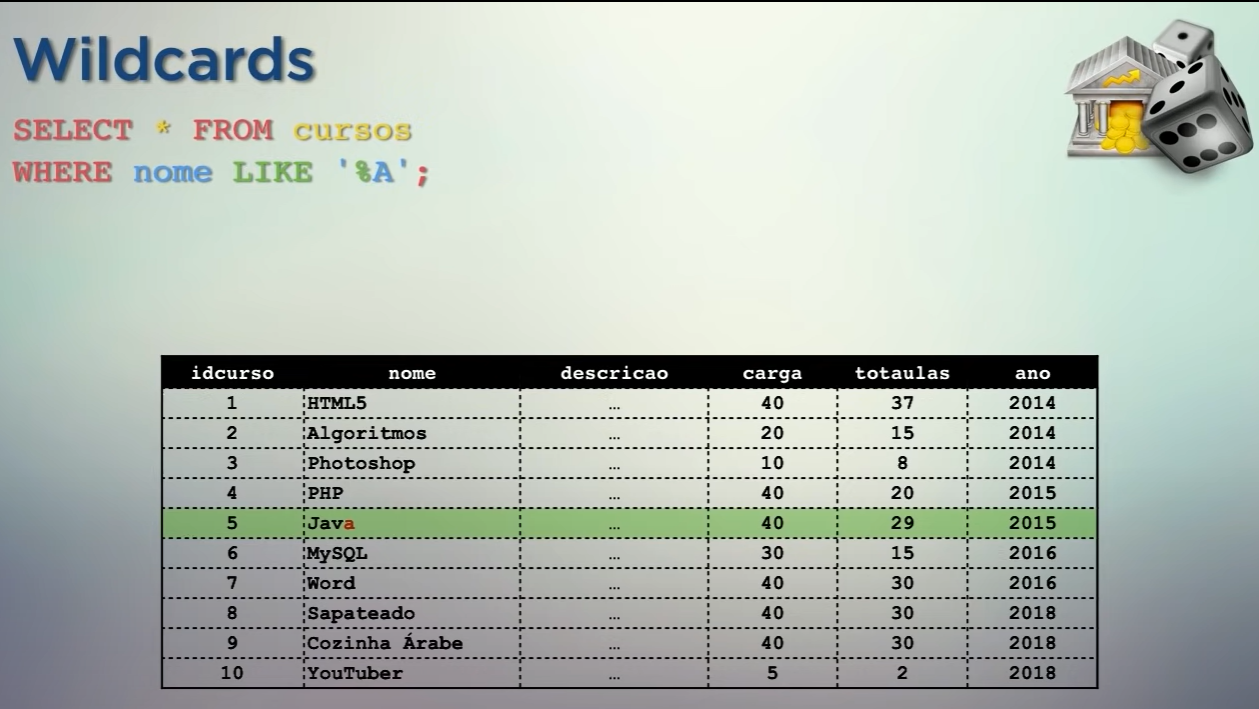 Wildcards
SELECT * FROM cursos
WHERE nome LIKE '%A';
idcurso nome descricao carga totaulas ano
1 HTML5 … 40 37 2014
2 Algoritmos … 20 15 2014
3 Photoshop … 10 8 2014
4 PHP … 40 20 2015
5 Java … 40 29 2015
6 MySQL … 30 15 2016
7 Word … 40 30 2016
8 Sapateado … 40 30 2018
9 Cozinha Árabe … 40 30 2018
10 YouTuber … 5 2 2018